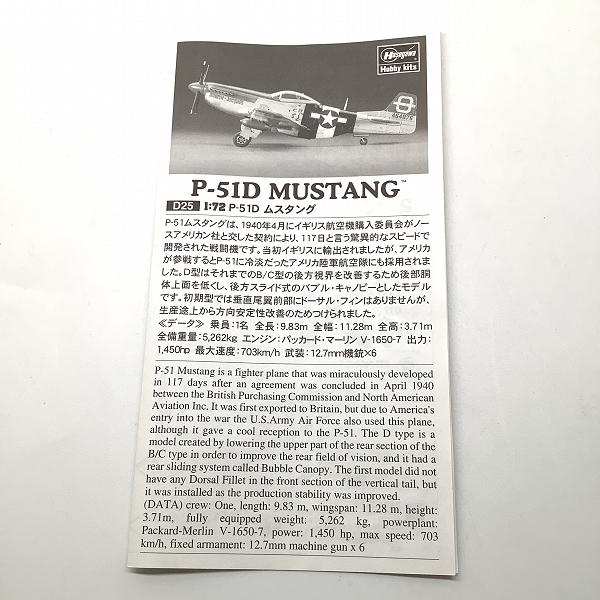 Hasegawa
Hobby kits
464076
P-51D MUSTANG™
D25 1:72 P-51D ムスタング
P-51ムスタングは、1940年4月にイギリス航空機購入委員会がノー
スアメリカン社と交した契約により、117日と言う驚異的なスピードで
開発された戦闘機です。当初イギリスに輸出されましたが、アメリカ
が参戦するとP-51に冷淡だったアメリカ陸軍航空隊にも採用されま
した。D型はそれまでのB/C型の後方視界を改善するため後部胴
体上面を低くし、後方スライド式のバブル・キャノピーとしたモデル
です。初期型では垂直尾翼前部にドーサル・フィンはありませんが、
生産途上から方向安定性改善のためつけられました。
≪データ≫ 乗員:1名 全長:9.83m 全幅:11.28m 全高:3.71m
全備重量:5,262kg エンジン:パッカード・マーリン V-1650-7 出力:
1,450hp 最大速度:703km/h 武装:12.7mm機銃×6
P-51 Mustang is a fighter plane that was miraculously developed
in 117 days after an agreement was concluded in April 1940
between the British Purchasing Commission and North American
Aviation Inc. It was first exported to Britain, but due to America's
entry into the war the U.S.Army Air Force also used this plane,
although it gave a cool reception to the P-51. The D type is a
model created by lowering the upper part of the rear section of the
B/C type in order to improve the rear field of vision, and it had a
rear sliding system called Bubble Canopy. The first model did not
have any Dorsal Fillet in the front section of the vertical tail, but
it was installed as the production stability was improved.
(DATA) crew: One, length: 9.83 m, wingspan: 11.28 m, height:
3.71m, fully equipped weight: 5,262 kg, powerplant:
Packard-Merlin V-1650-7, power: 1,450 hp, max speed: 703
km/h, fixed armament: 12.7mm machine gun x 6